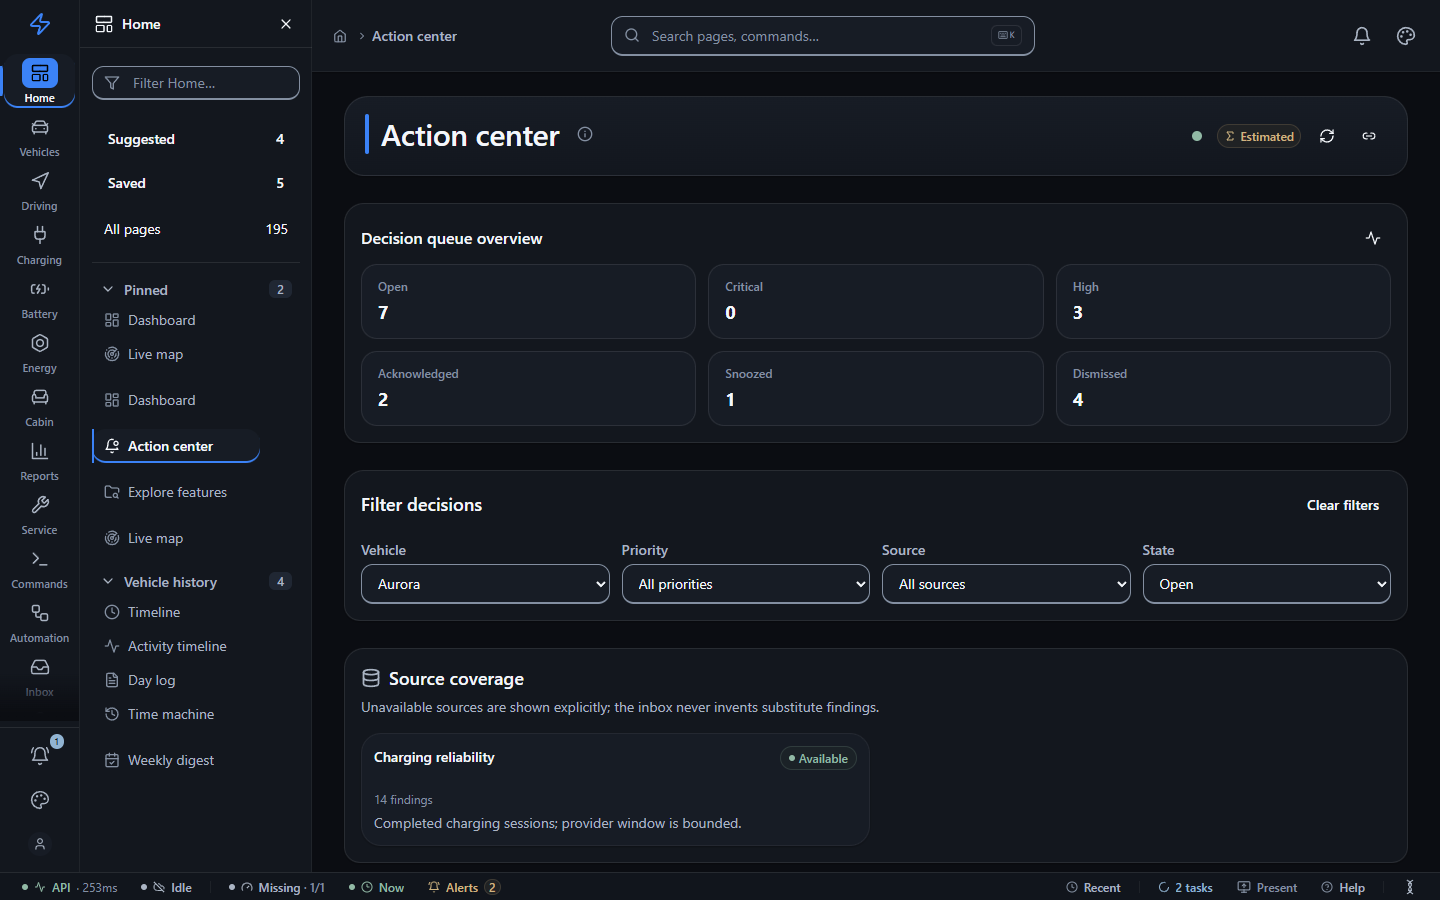 Home
Vehicles
Driving
Charging
Battery
Energy
Cabin
Reports
Service
Commands
Automation
Inbox
1
Home
Filter Home...
Suggested 4
Saved 5
All pages 195
Pinned 2
Dashboard
Live map
Dashboard
Action center
Explore features
Live map
Vehicle history 4
Timeline
Activity timeline
Day log
Time machine
Weekly digest
Action center
Search pages, commands... K
Action center
Σ Estimated
Decision queue overview
Open
7
Critical
0
High
3
Acknowledged
2
Snoozed
1
Dismissed
4
Filter decisions
Clear filters
Vehicle
Aurora
Priority
All priorities
Source
All sources
State
Open
Source coverage
Unavailable sources are shown explicitly; the inbox never invents substitute findings.
Charging reliability
Available
14 findings
Completed charging sessions; provider window is bounded.
API · 253ms
Idle
Missing · 1/1
Now
Alerts 2
Recent
2 tasks
Present
Help